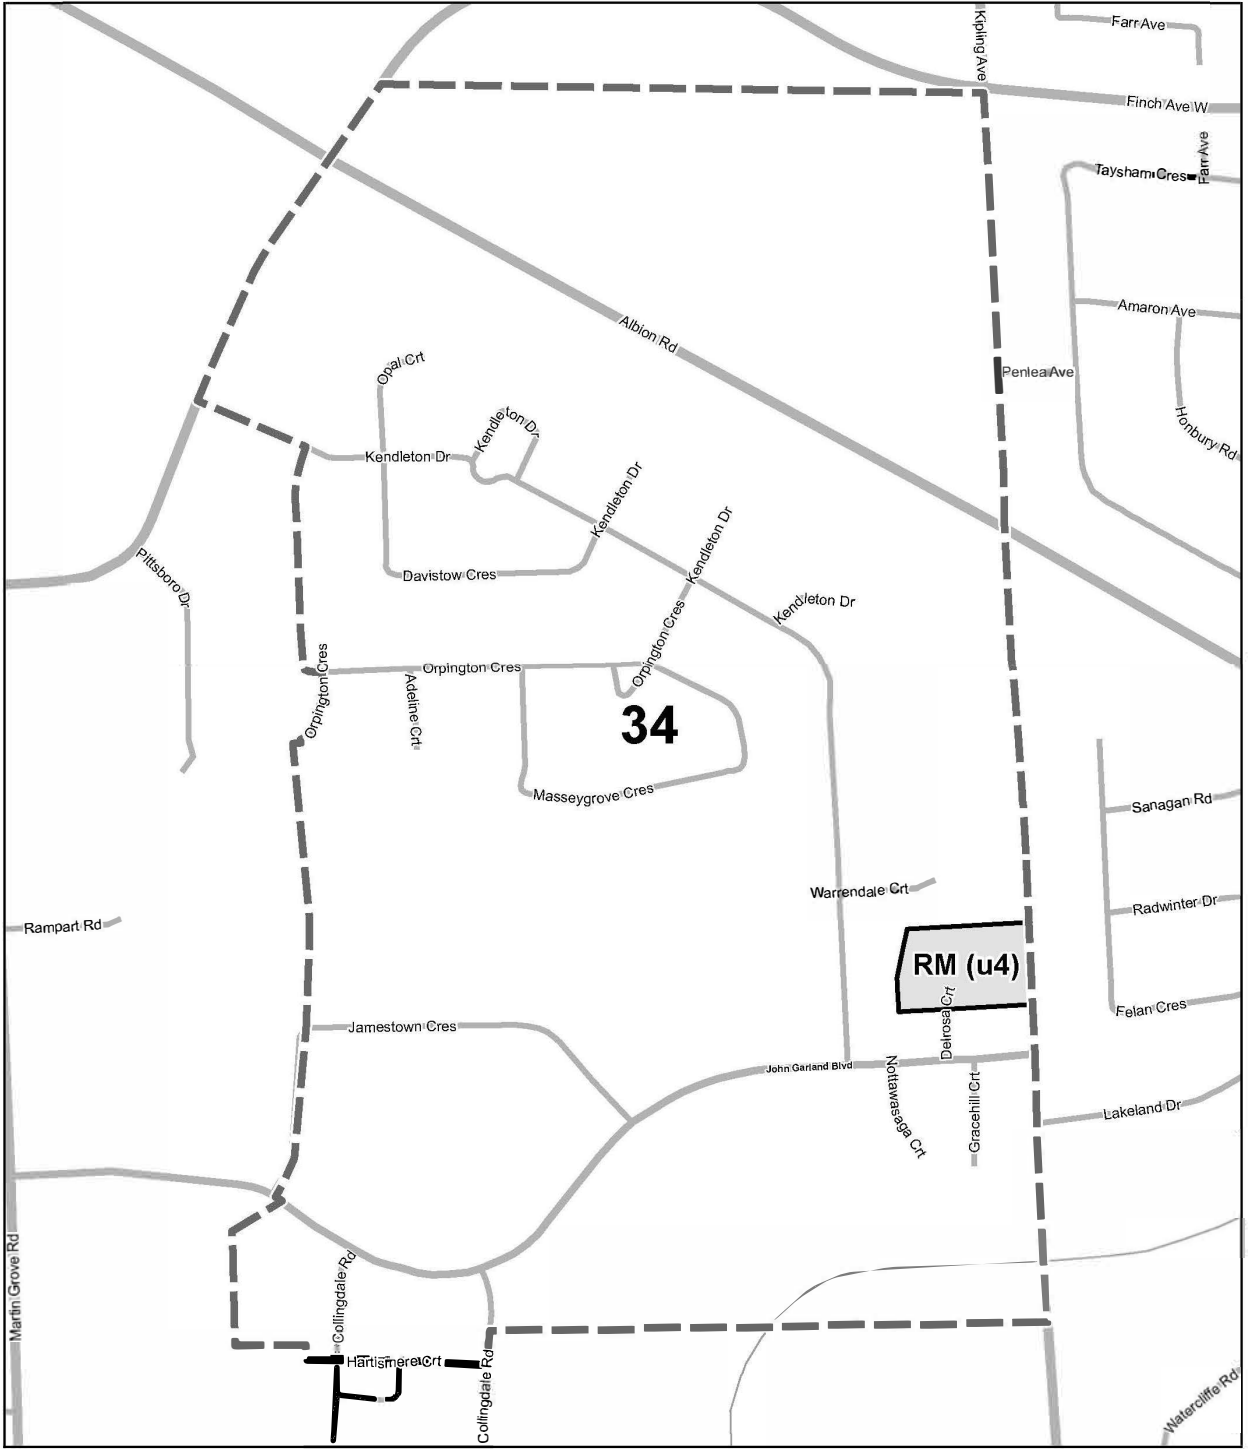 Kipling Ave
Farr Ave
Finch Ave W
Farr Ave
Taysham Cres
Amaron Ave
Albion Rd
Opal Crt
Penlea Ave
Honbury Rd
Kendleton Dr
Kendleton Dr
Kendleton Dr
Kendleton Dr
Davistow Cres
Pittsboro Dr
Kendleton Dr
Orpington Cres
Orpington Cres
Orpington Cres
Adeline Crt
34
Masseygrove Cres
Sanagan Rd
Warrendale Crt
Radwinter Dr
Rampart Rd
RM (u4)
Delrosa Crt
Felan Cres
Jamestown Cres
John Garland Blvd
Nottawasaga Crt
Gracehill Crt
Lakeland Dr
Martin Grove Rd
Collingdale Rd
Hartismere Crt
Collingdale Rd
Watercliffe Rd